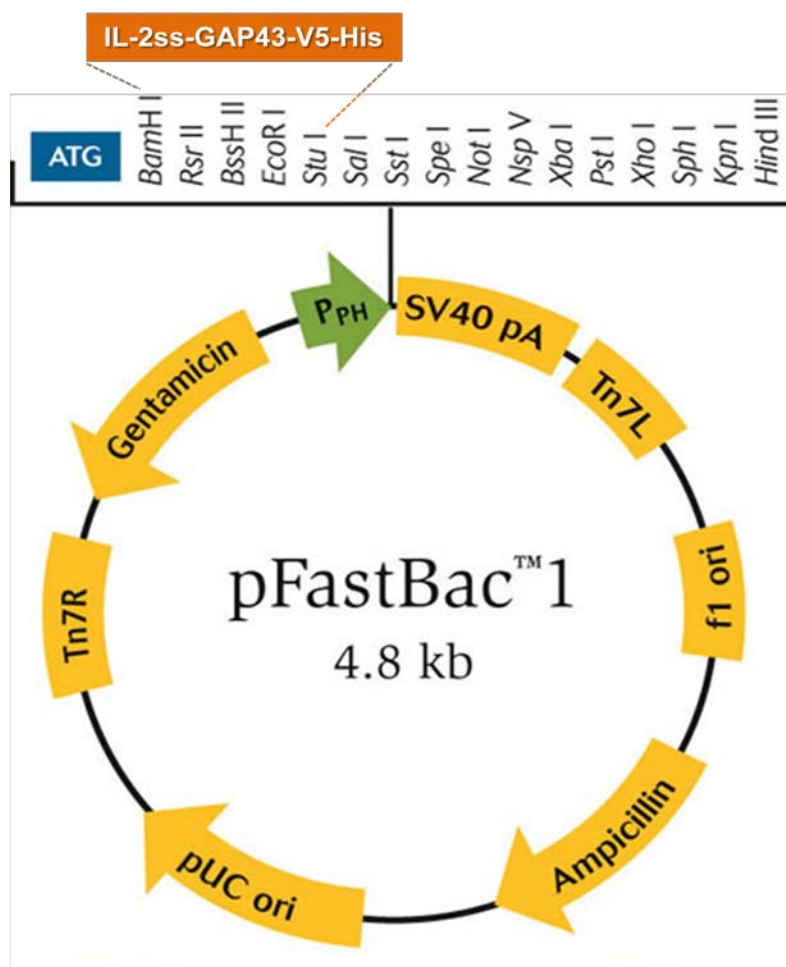 IL-2ss-GAP43-V5-His
ATG
BamH I
Rsr II
BssH II
EcoR I
Stu I
Sal I
Sst I
Spe I
Not I
Nsp V
Xba I
Pst I
Xho I
Sph I
Kpn I
Hind III
PPH
SV40 pA
Tn7L
Gentamicin
f1 ori
pFastBac™1
4.8 kb
Tn7R
Ampicillin
pUC ori